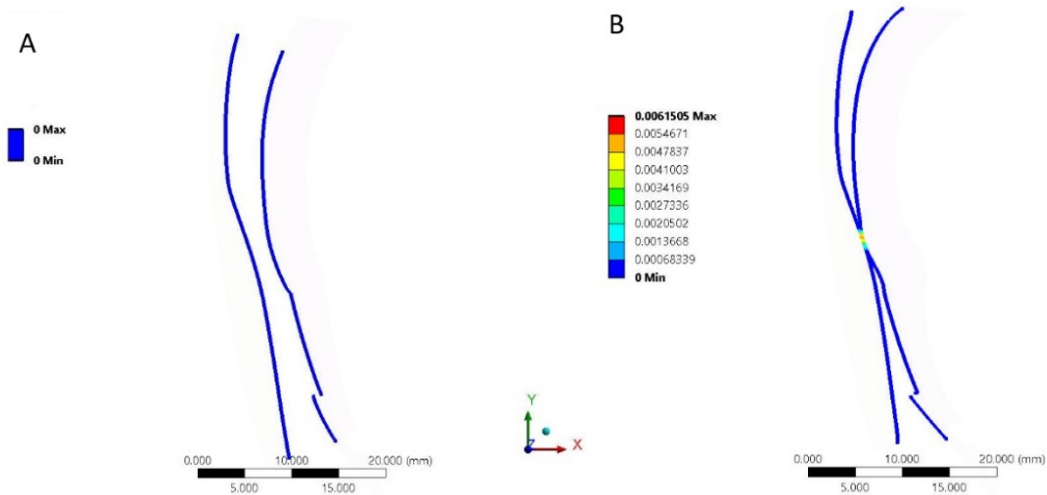 A
0 Max
0 Min
B
0.0061505 Max
0.0054671
0.0047837
0.0041003
0.0034169
0.0027336
0.0020502
0.0013668
0.00068339
0 Min
Y
Z
X
0.000 10.000 20.000 (mm)
5.000 15.000
0.000 10.000 20.000 (mm)
5.000 15.000